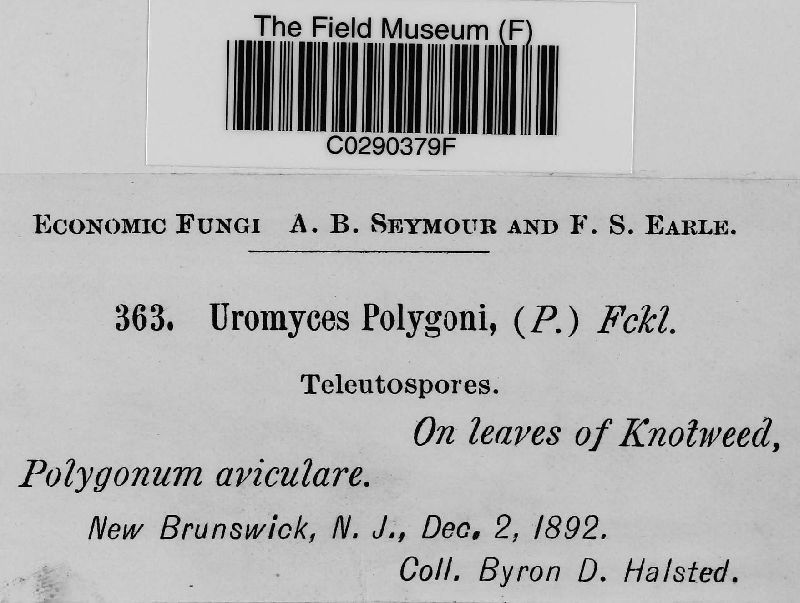 The Field Museum (F)
C0290379F
Economic Fungi A. B. Seymour and F. S. Earle.
363. Uromyces Polygoni, (P.) Fckl.
Teleutospores.
On leaves of Knotweed,
Polygonum aviculare.
New Brunswick, N. J., Dec. 2, 1892.
Coll. Byron D. Halsted.